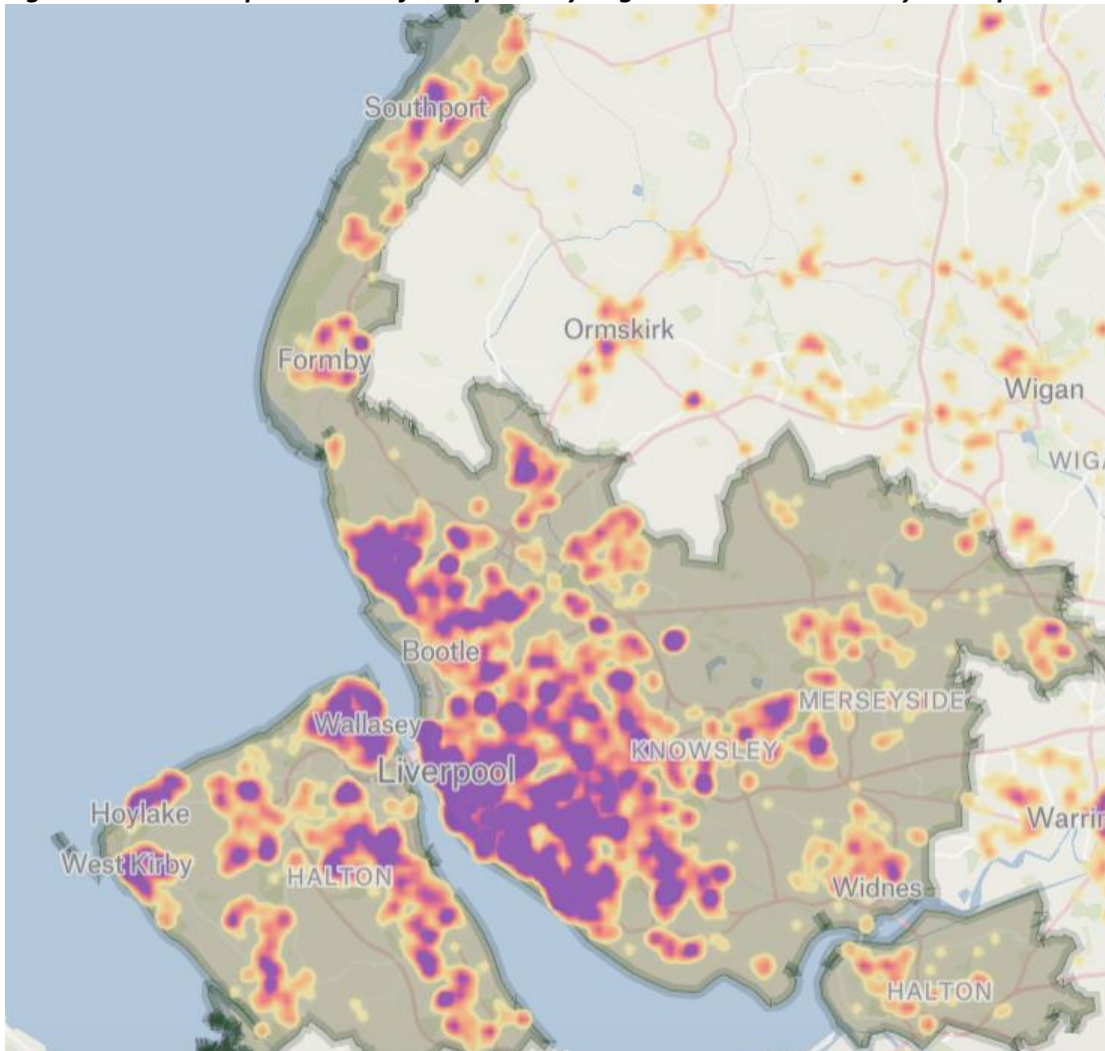 Southport
Ormskirk
Formby
Wigan
WIGA
Bootle
MERSEYSIDE
Wallasey
KNOWSLEY
Liverpool
Hoylake
Warrin
West Kirby
HALTON
Widnes
HALTON